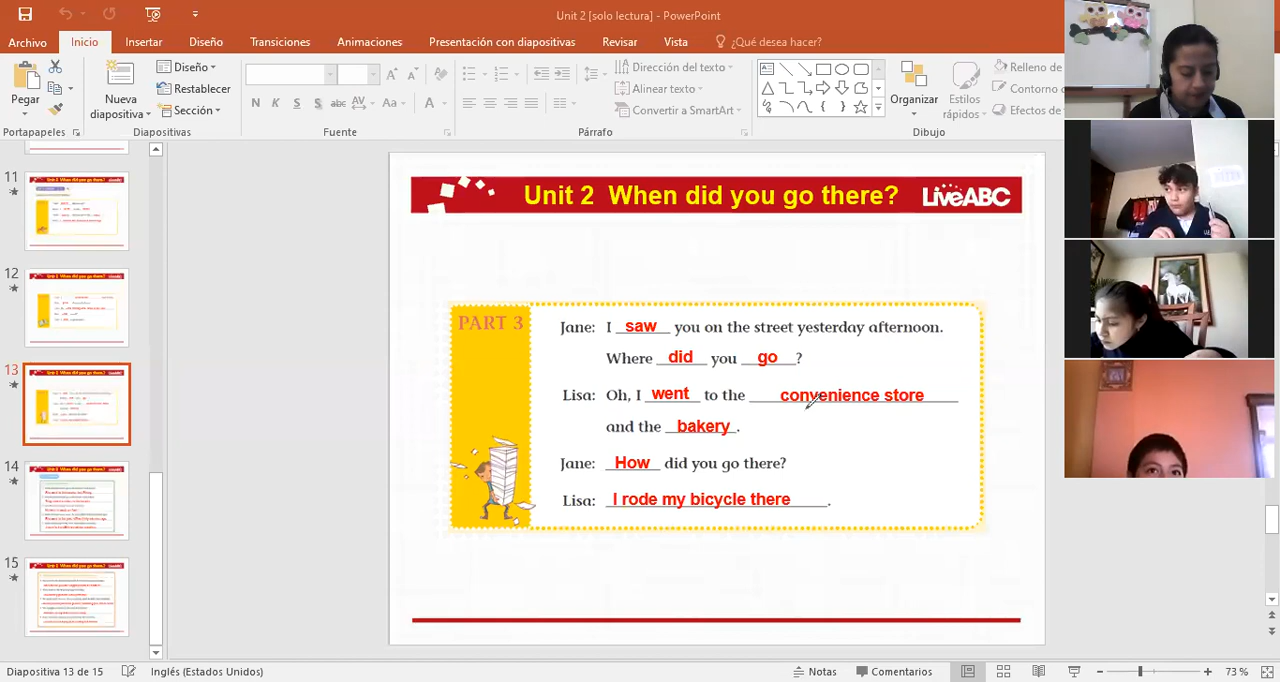 Unit 2 [solo lectura] - PowerPoint
Archivo Inicio Insertar Diseño Transiciones Animaciones Presentación con diapositivas Revisar Vista ¿Qué desea hacer?
Pegar
Nueva diapositiva
Diseño
Restablecer
Sección
N K S S abc AV Aa A
Dirección del texto
Alinear texto
Convertir a SmartArt
Organizar
Estilos rápidos
Relleno de
Contorno
Efectos de
Portapapeles Diapositivas Fuente Párrafo Dibujo
11
12
13
14
15
Unit 2 When did you go there? LiveABC
PART 3
Jane: I saw you on the street yesterday afternoon.
Where did you go ?
Lisa: Oh, I went to the convenience store
and the bakery.
Jane: How did you go there?
Lisa: I rode my bicycle there.
Diapositiva 13 de 15 Inglés (Estados Unidos) Notas Comentarios 73 %